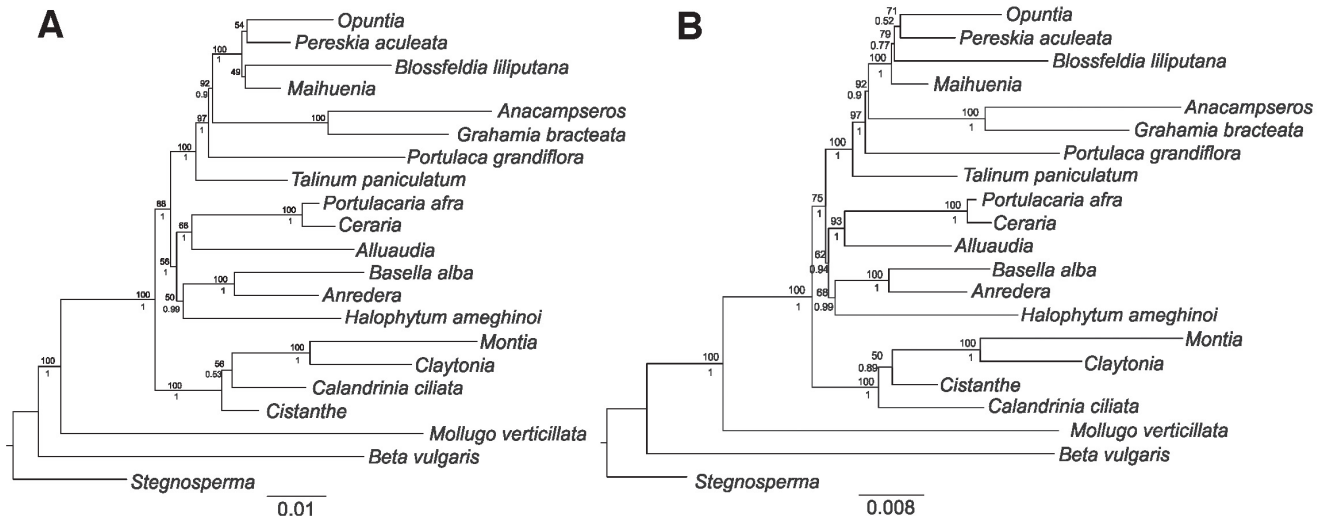 A
54
Opuntia
Pereskia aculeata
100
1
49
Blossfeldia liliputana
Maihuenia
92
0.9
100
1
Anacampseros
Grahamia bracteata
97
1
Portulaca grandiflora
100
1
Talinum paniculatum
88
1
100
1
Portulacaria afra
Ceraria
66
Alluaudia
56
1
100
1
Basella alba
Anredera
50
0.99
Halophytum ameghinoi
100
1
100
1
Montia
Claytonia
56
0.53
Calandrinia ciliata
100
1
Cistanthe
100
1
Mollugo verticillata
Beta vulgaris
Stegnosperma
0.01
B
71
0.52
Opuntia
Pereskia aculeata
79
0.77
Blossfeldia liliputana
100
1
Maihuenia
92
0.9
100
1
Anacampseros
Grahamia bracteata
97
1
Portulaca grandiflora
100
1
Talinum paniculatum
75
1
100
1
Portulacaria afra
Ceraria
93
1
Alluaudia
62
0.94
100
1
Basella alba
Anredera
68
0.99
Halophytum ameghinoi
100
1
100
1
Montia
Claytonia
50
0.89
Cistanthe
100
1
Calandrinia ciliata
100
1
Mollugo verticillata
Beta vulgaris
Stegnosperma
0.008